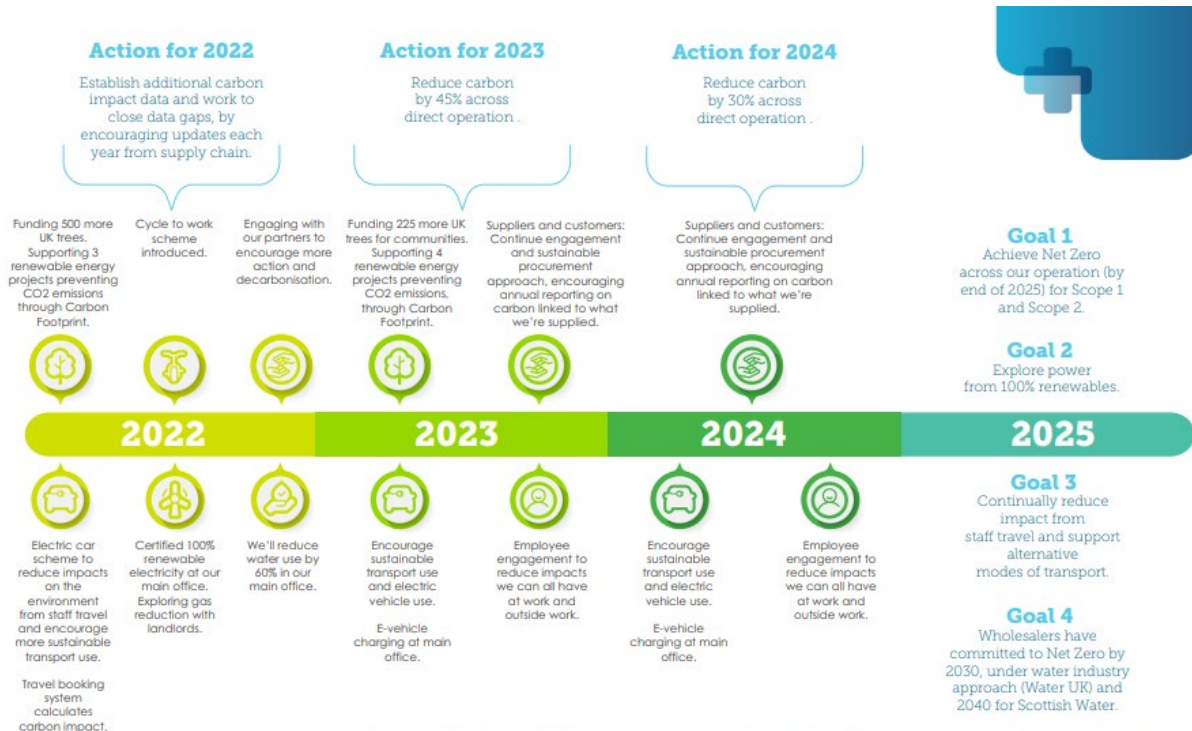 Action for 2022
Establish additional carbon
impact data and work to
close data gaps, by
encouraging updates each
year from supply chain.
Action for 2023
Reduce carbon
by 45% across
direct operation .
Action for 2024
Reduce carbon
by 30% across
direct operation .
Funding 500 more
UK trees.
Supporting 3
renewable energy
projects preventing
CO2 emissions
through Carbon
Footprint.
Cycle to work
scheme
introduced.
Engaging with
our partners to
encourage more
action and
decarbonisation.
Funding 225 more UK
trees for communities.
Supporting 4
renewable energy
projects preventing
CO2 emissions,
through Carbon
Footprint.
Suppliers and customers:
Continue engagement
and sustainable
procurement
approach, encouraging
annual reporting on
carbon linked to what
we're supplied.
Suppliers and customers:
Continue engagement and
sustainable procurement
approach, encouraging
annual reporting on carbon
linked to what we're
supplied.
Goal 1
Achieve Net Zero
across our operation (by
end of 2025) for Scope 1
and Scope 2.
Goal 2
Explore power
from 100% renewables.
2022
2023
2024
2025
Electric car
scheme to
reduce impacts
on the
environment
from staff travel
and encourage
more sustainable
transport use.
Travel booking
system
calculates
carbon impact.
Certified 100%
renewable
electricity at our
main office.
Exploring gas
reduction with
landlords.
We'll reduce
water use by
60% in our
main office.
Encourage
sustainable
transport use
and electric
vehicle use.
E-vehicle
charging at main
office.
Employee
engagement to
reduce impacts
we can all have
at work and
outside work.
Encourage
sustainable
transport use
and electric
vehicle use.
E-vehicle
charging at main
office.
Employee
engagement to
reduce impacts
we can all have
at work and
outside work.
Goal 3
Continually reduce
impact from
staff travel and support
alternative
modes of transport.
Goal 4
Wholesalers have
committed to Net Zero by
2030, under water industry
approach (Water UK) and
2040 for Scottish Water.